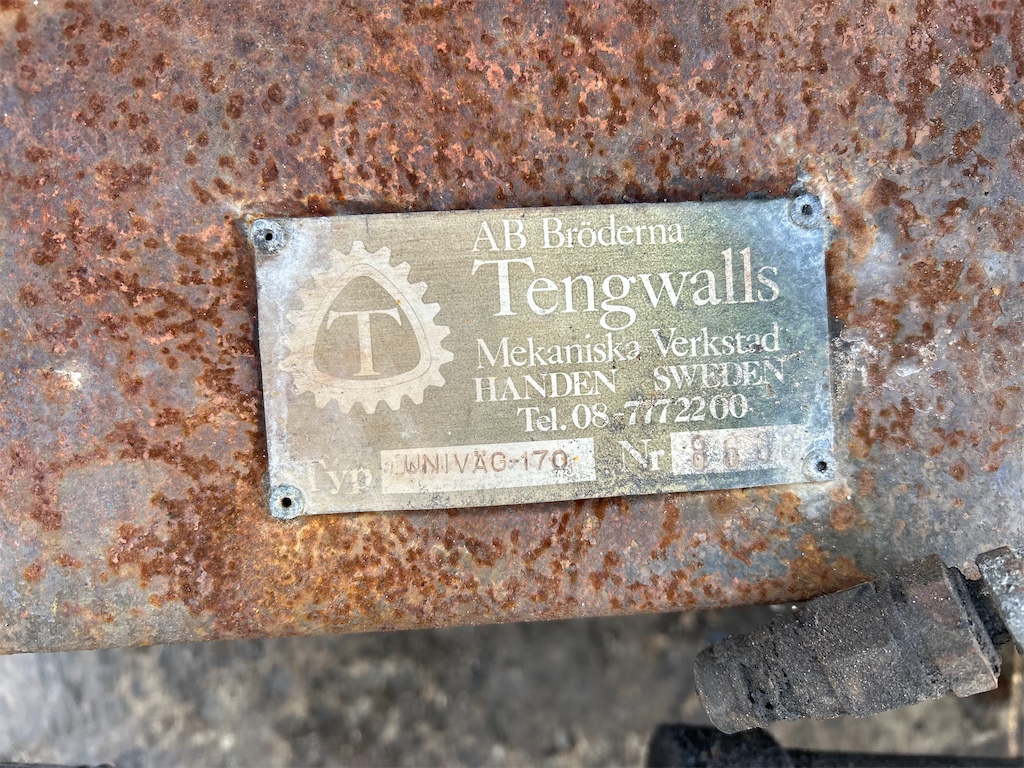 T
AB Bröderna
Tengwalls
Mekaniska Verkstad
HANDEN SWEDEN
Tel. 08-7772200
Typ UNIVÄG-170 Nr